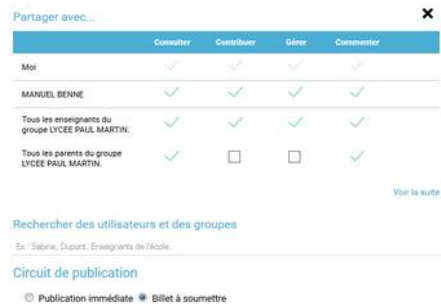 Partager avec...
Consulter Contribuer Gérer Commenter
Moi
MANUEL BENNE
Tous les enseignants du
groupe LYCEE PAUL MARTIN.
Tous les parents du groupe
LYCEE PAUL MARTIN.
Voir la suite
Rechercher des utilisateurs et des groupes
Ex : Sabine, Dupont, Enseignants de l'école...
Circuit de publication
Publication immédiate Billet à soumettre